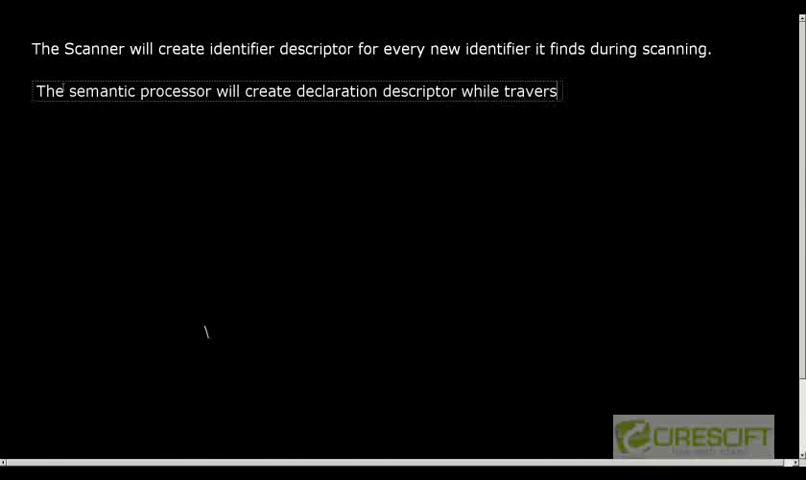 The Scanner will create identifier descriptor for every new identifier it finds during scanning.
The semantic processor will create declaration descriptor while travers
\